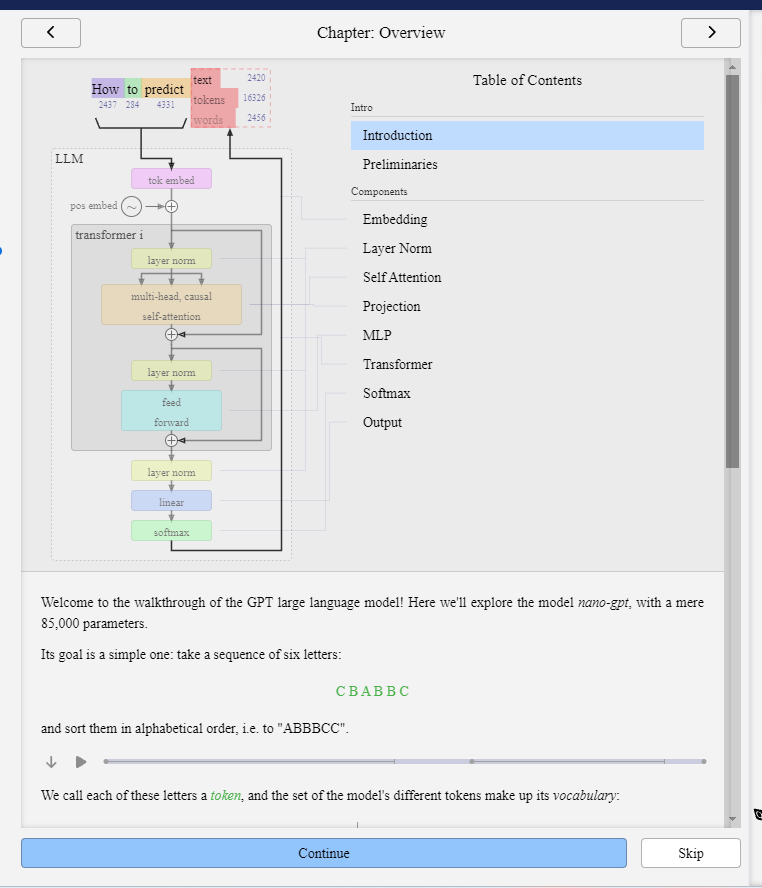 Chapter: Overview
How to predict
2437 284 4331
text 2420
tokens 16326
words 2456
LLM
tok embed
pos embed
transformer i
layer norm
multi-head, causal
self-attention
layer norm
feed
forward
layer norm
linear
softmax
Table of Contents
Intro
Introduction
Preliminaries
Components
Embedding
Layer Norm
Self Attention
Projection
MLP
Transformer
Softmax
Output
Welcome to the walkthrough of the GPT large language model! Here we'll explore the model nano-gpt, with a mere
85,000 parameters.
Its goal is a simple one: take a sequence of six letters:
C B A B B C
and sort them in alphabetical order, i.e. to "ABBBCC".
We call each of these letters a token, and the set of the model's different tokens make up its vocabulary:
Continue
Skip